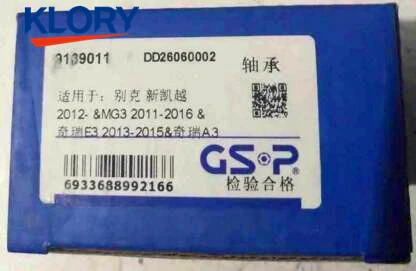 KLORY
9139011 DD26060002
轴承
适用于: 别克 新凯越
2012- &MG3 2011-2016 &
奇瑞E3 2013-2015&奇瑞A3
GSP
检验合格
6933688992166